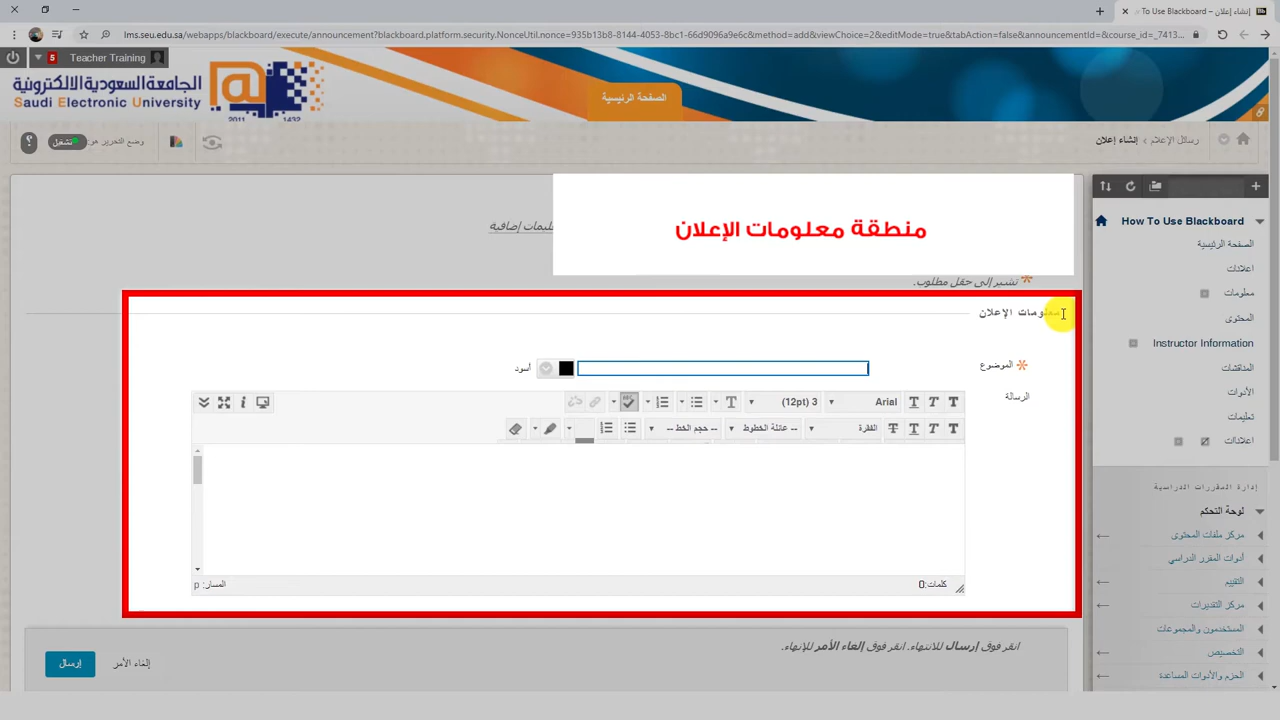 إنشاء إعلان – To Use Blackboard
lms.seu.edu.sa/webapps/blackboard/execute/announcement?blackboard.platform.security.NonceUtil.nonce=935b13b8-8144-4053-8bc1-66d9096a9e6c&method=add&viewChoice=2&editMode=true&tabAction=false&announcementId=&course_id=_7413
5 Teacher Training
الجامعة السعودية الالكترونية
Saudi Electronic University
2011 1432
الصفحة الرئيسية
رسائل الإعلام > إنشاء إعلان
وضع التحرير هو: تشغيل
منطقة معلومات الإعلان
إضافية
تشير إلى حقل مطلوب.
معلومات الإعلان
الموضوع
أسود
الرسالة
T T T Arial 3 (12pt) T
T T T الفقرة -- عائلة الخطوط -- -- حجم الخط --
المسار: p
كلمات:0
انقر فوق إرسال للانتهاء. انقر فوق إلغاء الأمر للإنهاء.
إلغاء الأمر
إرسال
How To Use Blackboard
الصفحة الرئيسية
اعلانات
معلومات
المحتوى
Instructor Information
المناقشات
الأدوات
تعليمات
اعلانات
إدارة المقررات الدراسية
لوحة التحكم
مركز ملفات المحتوى
أدوات المقرر الدراسي
التقييم
مركز التقديرات
المستخدمون والمجموعات
التخصيص
الحزم والأدوات المساعدة